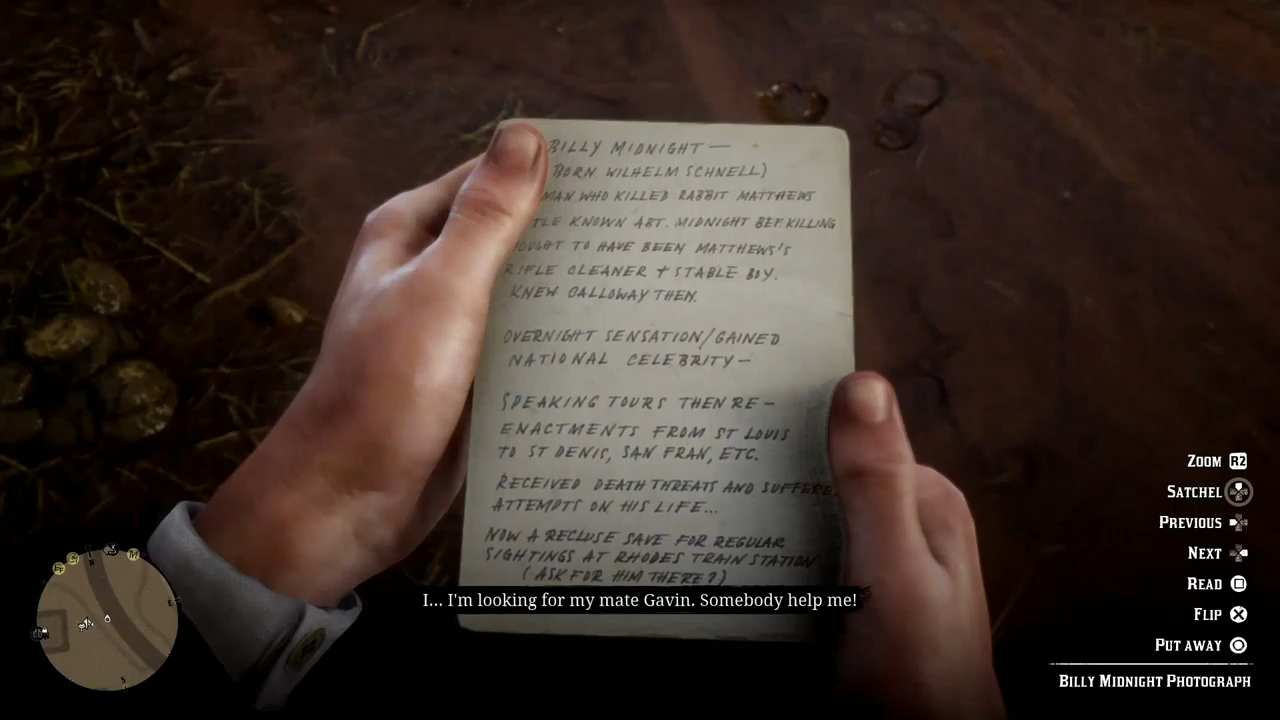 BILLY MIDNIGHT —
BORN WILHELM SCHNELL)
MAN WHO KILLED RABBIT MATTHEWS
TLE KNOWN ABT. MIDNIGHT BEF. KILLING
OUGHT TO HAVE BEEN MATTHEWS'S
RIFLE CLEANER + STABLE BOY.
KNEW CALLOWAY THEN.
OVERNIGHT SENSATION/GAINED
NATIONAL CELEBRITY —
SPEAKING TOURS THEN RE-
ENACTMENTS FROM ST LOUIS
TO ST DENIS, SAN FRAN, ETC.
RECEIVED DEATH THREATS AND SUFFERE
ATTEMPTS ON HIS LIFE...
NOW A RECLUSE SAVE FOR REGULAR
SIGHTINGS AT RHODES TRAIN STATION
(ASK FOR HIM THERE?)
I... I'm looking for my mate Gavin. Somebody help me!
ZOOM R2
SATCHEL
PREVIOUS
NEXT
READ
FLIP
PUT AWAY
BILLY MIDNIGHT PHOTOGRAPH